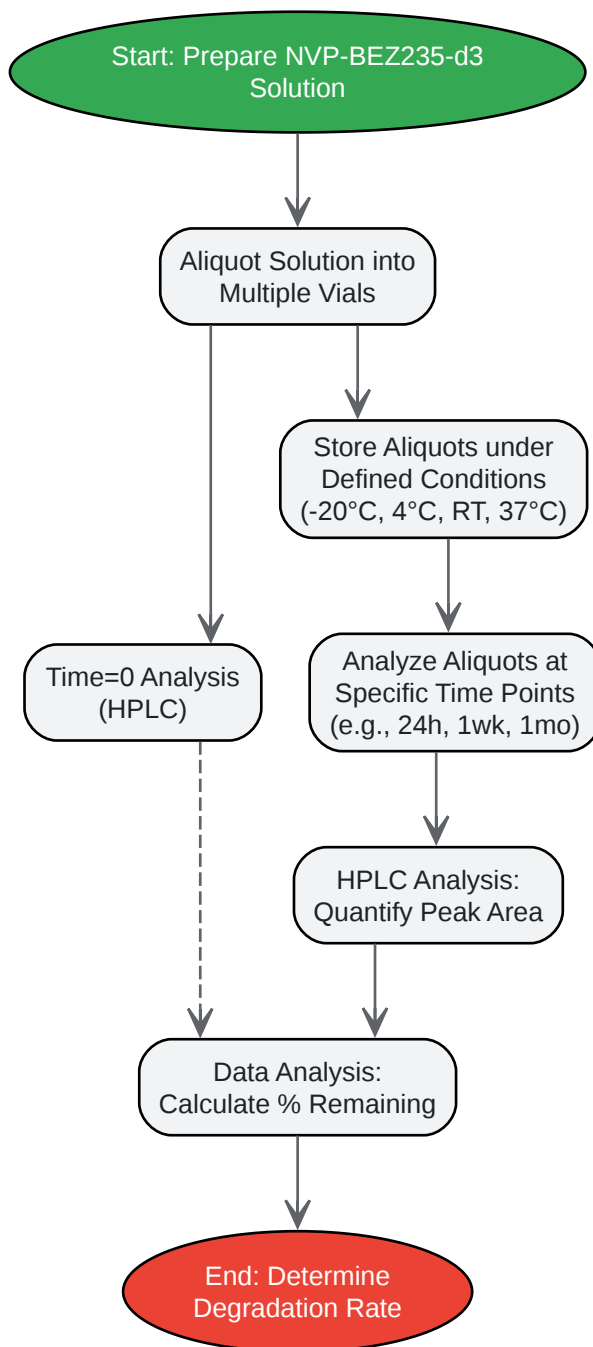 Start: Prepare NVP-BEZ235-d3
Solution
Aliquot Solution into
Multiple Vials
Store Aliquots under
Defined Conditions
(-20°C, 4°C, RT, 37°C)
Time=0 Analysis
(HPLC)
Analyze Aliquots at
Specific Time Points
(e.g., 24h, 1wk, 1mo)
HPLC Analysis:
Quantify Peak Area
Data Analysis:
Calculate % Remaining
End: Determine
Degradation Rate